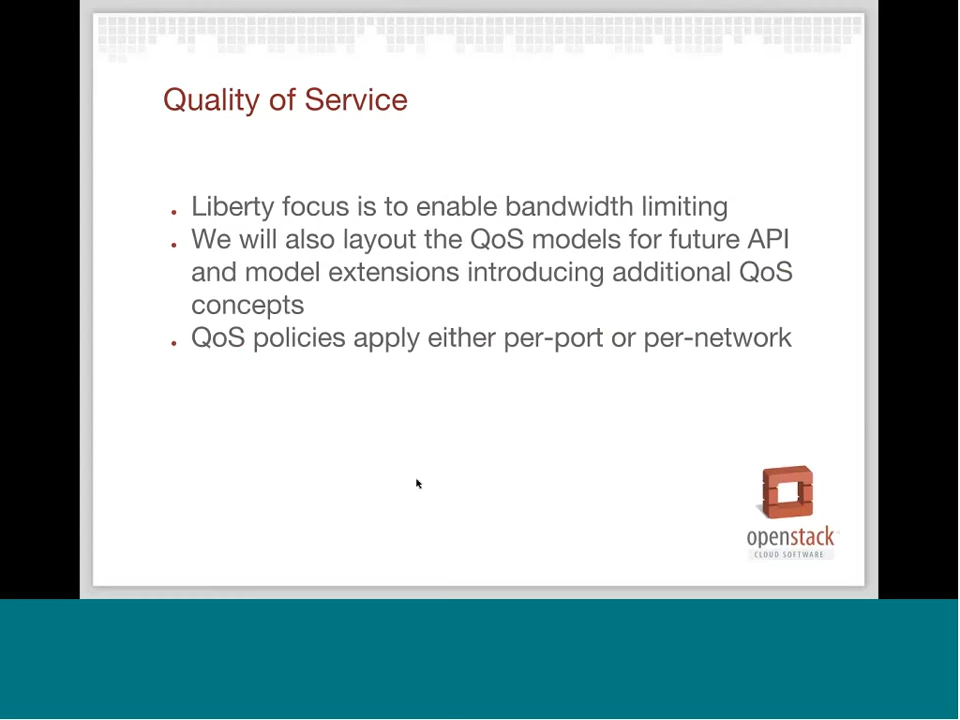 Quality of Service
Liberty focus is to enable bandwidth limiting
We will also layout the QoS models for future API
and model extensions introducing additional QoS
concepts
QoS policies apply either per-port or per-network
openstack
CLOUD SOFTWARE